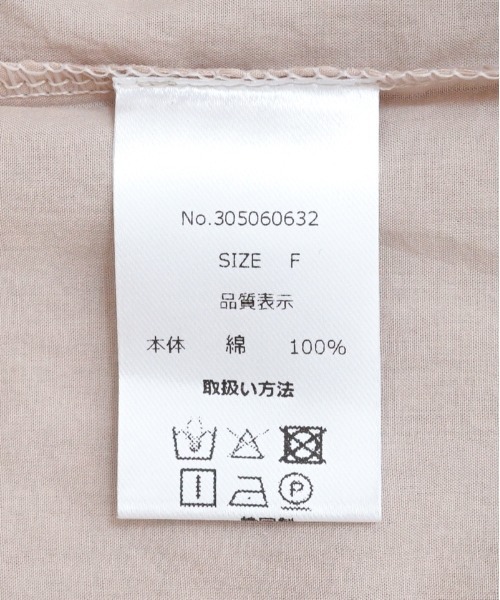 No.305060632
SIZE F
品質表示
本体 綿 100%
取扱い方法
P